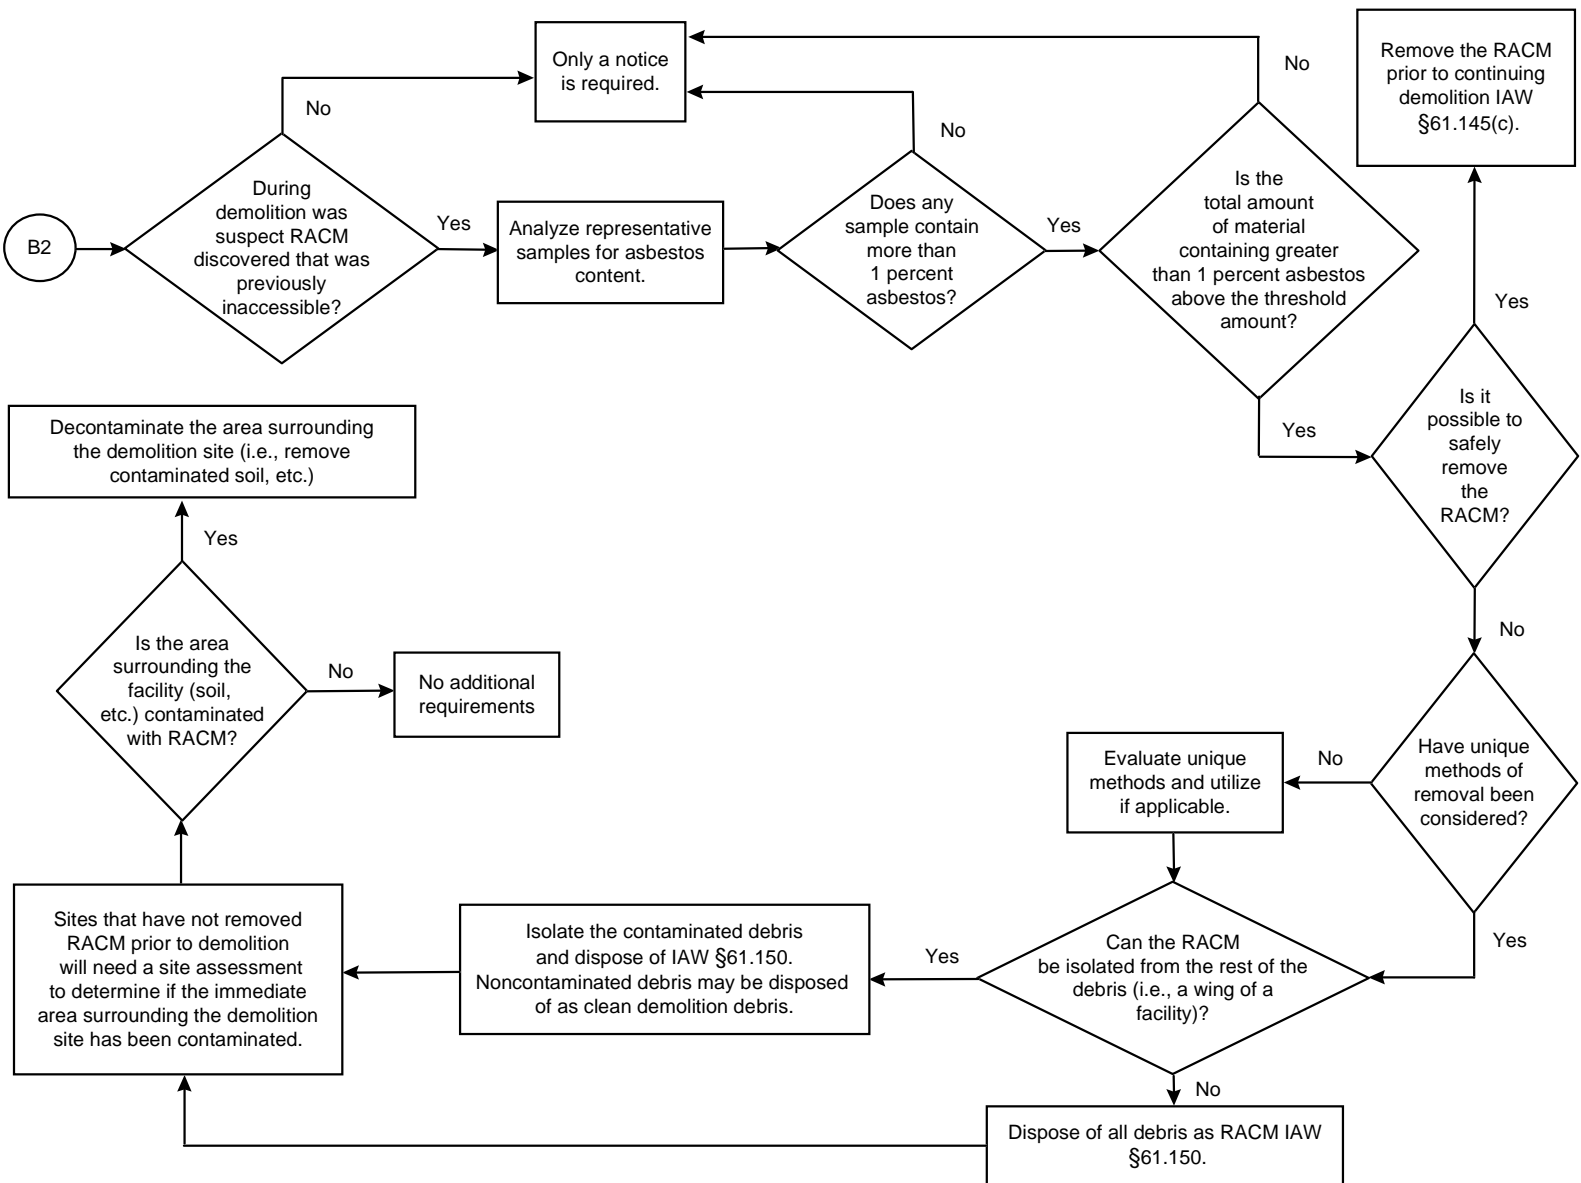 Only a notice
is required.
No
No
No
Remove the RACM
prior to continuing
demolition IAW
§61.145(c).
B2
During
demolition was
suspect RACM
discovered that was
previously
inaccessible?
Yes
Analyze representative
samples for asbestos
content.
Does any
sample contain
more than
1 percent
asbestos?
Yes
Is the
total amount
of material
containing greater
than 1 percent asbestos
above the threshold
amount?
Yes
Yes
Is it
possible to
safely
remove
the
RACM?
No
Have unique
methods of
removal been
considered?
No
Evaluate unique
methods and utilize
if applicable.
Yes
Can the RACM
be isolated from the rest of the
debris (i.e., a wing of a
facility)?
Yes
Isolate the contaminated debris
and dispose of IAW §61.150.
Noncontaminated debris may be disposed
of as clean demolition debris.
No
Dispose of all debris as RACM IAW
§61.150.
Sites that have not removed
RACM prior to demolition
will need a site assessment
to determine if the immediate
area surrounding the demolition
site has been contaminated.
Is the area
surrounding the
facility (soil,
etc.) contaminated
with RACM?
No
No additional
requirements
Yes
Decontaminate the area surrounding
the demolition site (i.e., remove
contaminated soil, etc.)